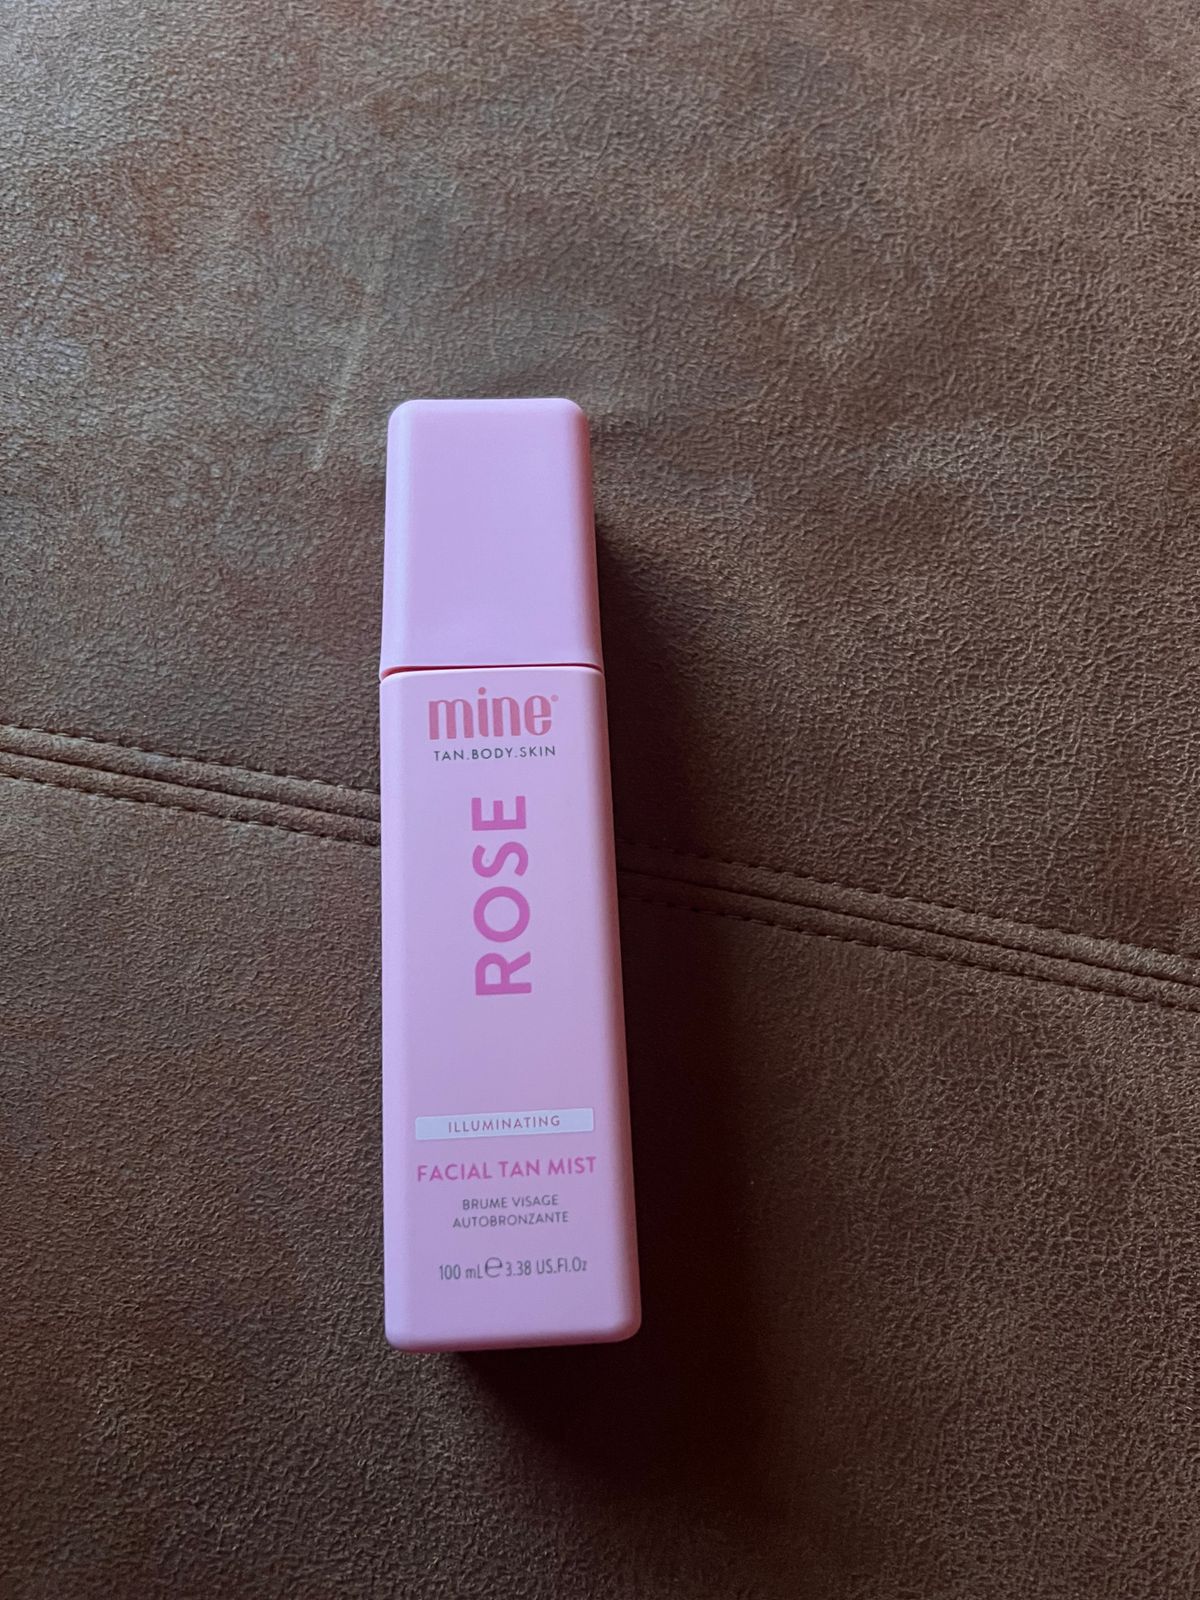 mine®
TAN.BODY.SKIN
ROSE
ILLUMINATING
FACIAL TAN MIST
BRUME VISAGE
AUTOBRONZANTE
100 mL ℮ 3.38 US.Fl.Oz